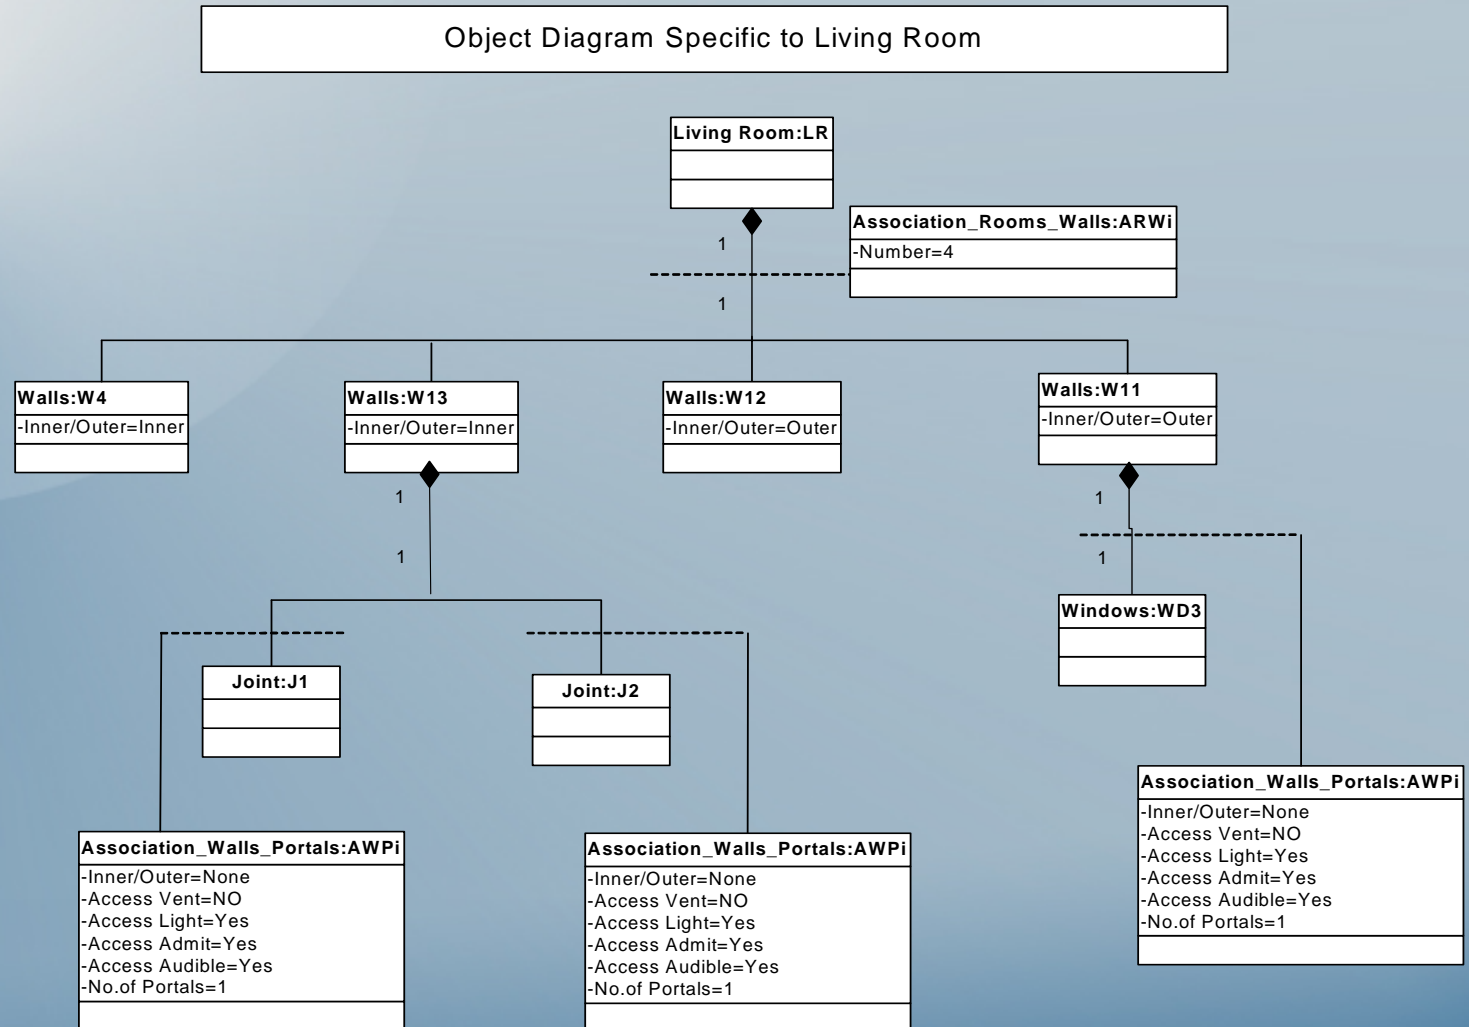 Object Diagram Specific to Living Room
Living Room:LR
Association_Rooms_Walls:ARWi
-Number=4
1
1
Walls:W4
-Inner/Outer=Inner
Walls:W13
-Inner/Outer=Inner
Walls:W12
-Inner/Outer=Outer
Walls:W11
-Inner/Outer=Outer
1
1
1
1
Joint:J1
Joint:J2
Windows:WD3
Association_Walls_Portals:AWPi
-Inner/Outer=None
-Access Vent=NO
-Access Light=Yes
-Access Admit=Yes
-Access Audible=Yes
-No.of Portals=1
Association_Walls_Portals:AWPi
-Inner/Outer=None
-Access Vent=NO
-Access Light=Yes
-Access Admit=Yes
-Access Audible=Yes
-No.of Portals=1
Association_Walls_Portals:AWPi
-Inner/Outer=None
-Access Vent=NO
-Access Light=Yes
-Access Admit=Yes
-Access Audible=Yes
-No.of Portals=1